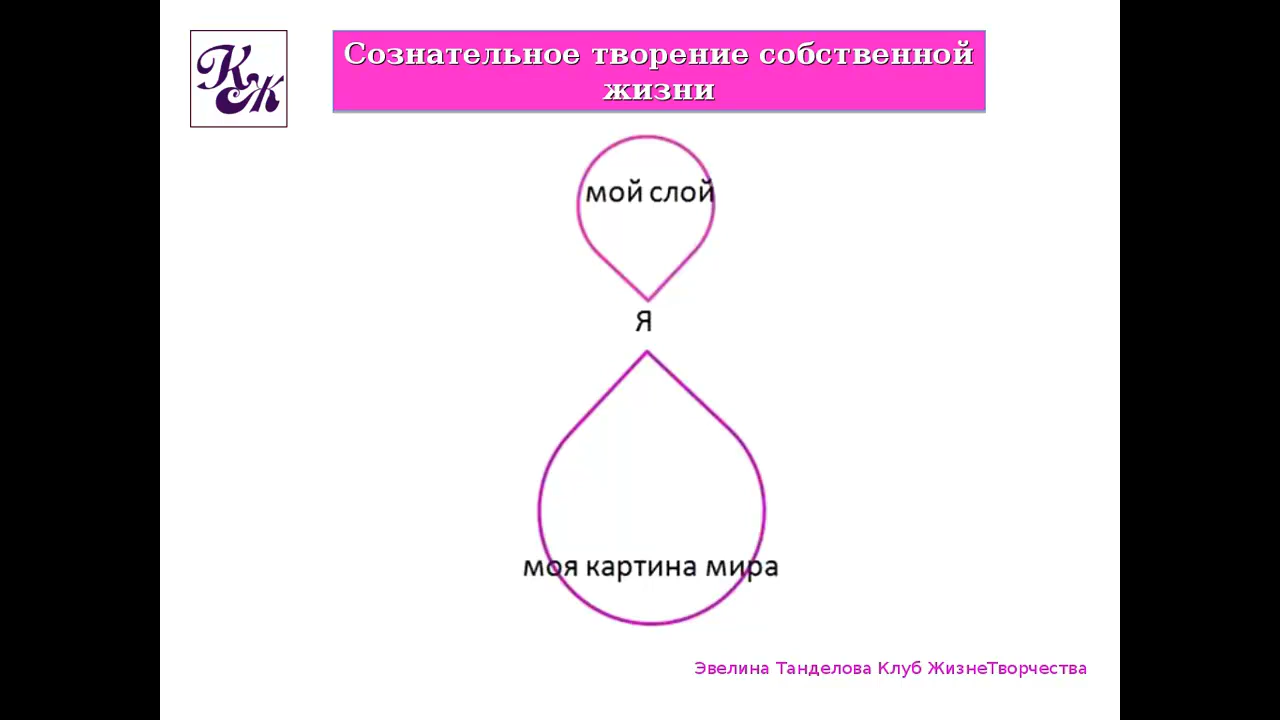 КЖ
Сознательное творение собственной
жизни
мой слой
Я
моя картина мира
Эвелина Танделова Клуб ЖизнеТворчества